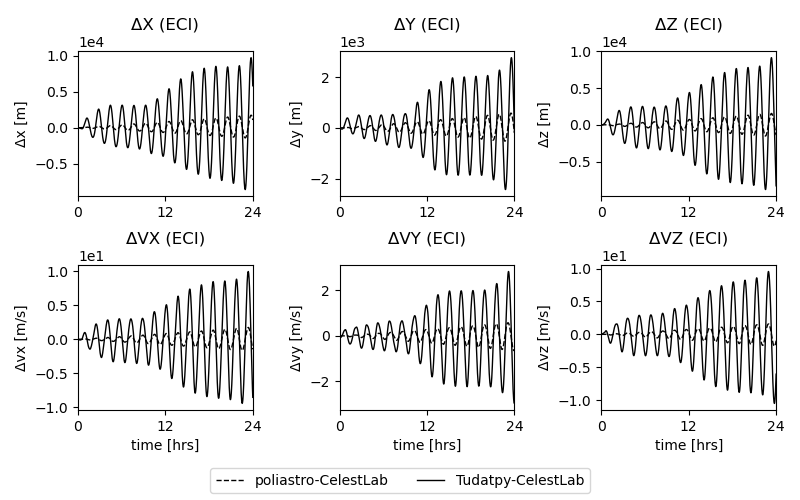 ΔX (ECI) ΔY (ECI) ΔZ (ECI)
1e4 1e3 1e4
Δx [m] Δy [m] Δz [m]
1.0 0.5 0.0 −0.5
2 0 −2
1.0 0.5 0.0 −0.5
0 12 24 0 12 24 0 12 24
ΔVX (ECI) ΔVY (ECI) ΔVZ (ECI)
1e1 1e1
Δvx [m/s] Δvy [m/s] Δvz [m/s]
1.0 0.5 0.0 −0.5 −1.0
2 0 −2
1.0 0.5 0.0 −0.5 −1.0
0 12 24 0 12 24 0 12 24
time [hrs] time [hrs] time [hrs]
poliastro-CelestLab Tudatpy-CelestLab